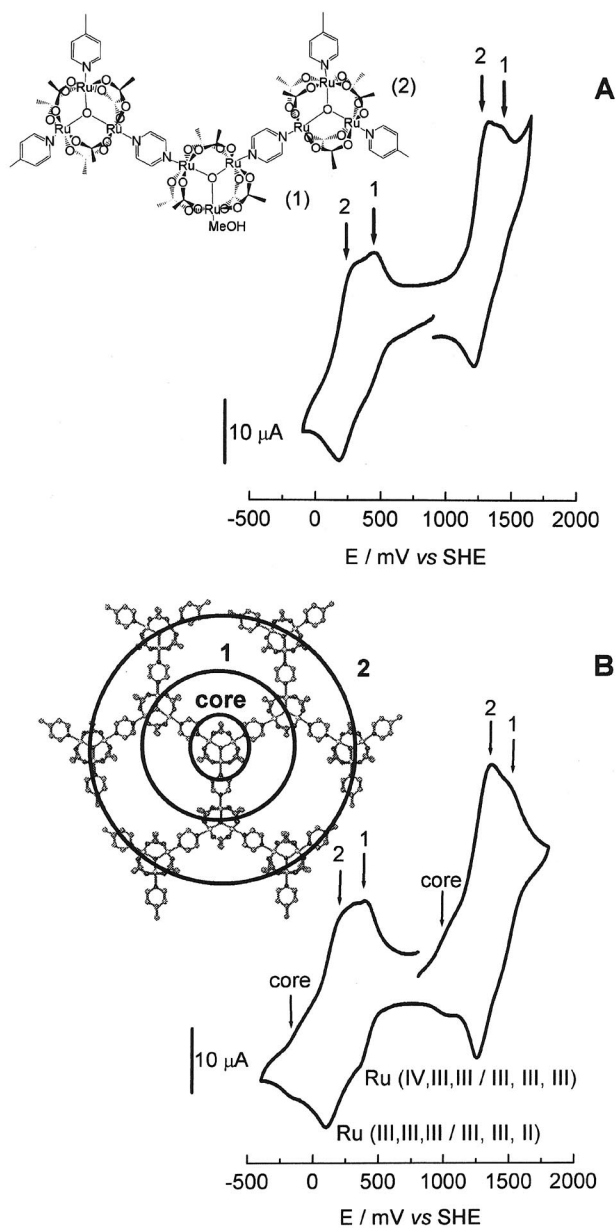 A
N
Ru
O
(2)
Ru
Ru
N
N
N
N
N
Ru
Ru
N
(1)
Ru
MeOH
2
1
2
1
10 µA
-500 0 500 1000 1500 2000
E / mV vs SHE
B
1
2
core
2
1
core
2
1
core
10 µA
Ru (IV,III,III / III, III, III)
Ru (III,III,III / III, III, II)
-500 0 500 1000 1500 2000
E / mV vs SHE